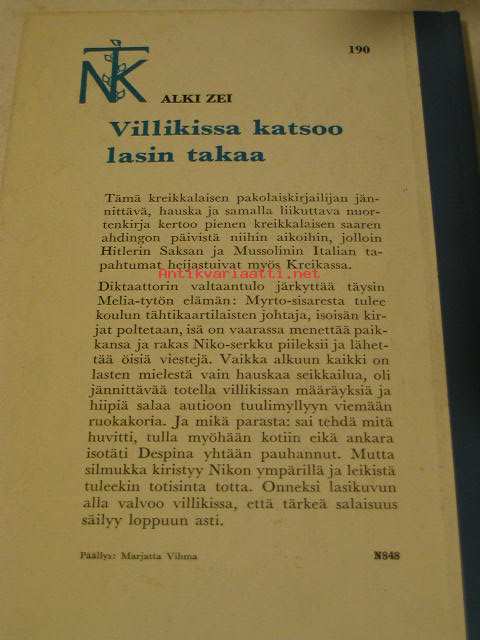 190
NTK
ALKI ZEI
Villikissa katsoo
lasin takaa
Tämä kreikkalaisen pakolaiskirjailijan jän-
nittävä, hauska ja samalla liikuttava nuor-
tenkirja kertoo pienen kreikkalaisen saaren
ahdingon päivistä niihin aikoihin, jolloin
Hitlerin Saksan ja Mussolinin Italian ta-
pahtumat heijastuivat myös Kreikassa.
Antikvariaatti.net
Diktaattorin valtaantulo järkyttää täysin
Melia-tytön elämän: Myrto-sisaresta tulee
koulun tähtikaartilaisten johtaja, isoisän kir-
jat poltetaan, isä on vaarassa menettää paik-
kansa ja rakas Niko-serkku piileksii ja lähet-
tää öisiä viestejä. Vaikka alkuun kaikki on
lasten mielestä vain hauskaa seikkailua, oli
jännittävää totella villikissan määräyksiä ja
hiipiä salaa autioon tuulimyllyyn viemään
ruokakoria. Ja mikä parasta: sai tehdä mitä
huvitti, tulla myöhään kotiin eikä ankara
isotäti Despina yhtään pauhannut. Mutta
silmukka kiristyy Nikon ympärillä ja leikistä
tuleekin totisinta totta. Onneksi lasikuvun
alla valvoo villikissa, että tärkeä salaisuus
säilyy loppuun asti.
Päällys: Marjatta Vihma
N848